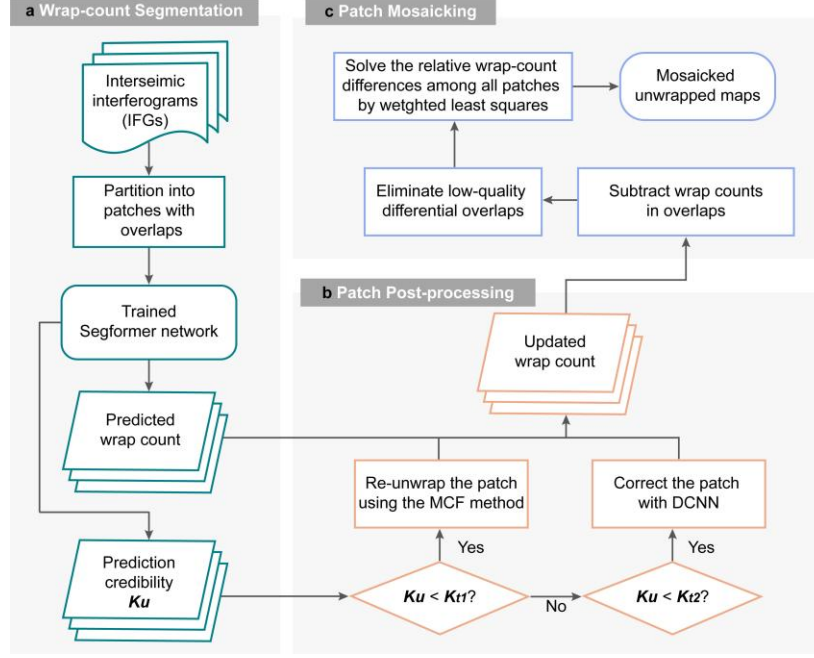 a Wrap-count Segmentation
Interseimic
interferograms
(IFGs)
Partition into
patches with
overlaps
Trained
Segformer network
Predicted
wrap count
Prediction
credibility
Ku
c Patch Mosaicking
Solve the relative wrap-count
differences among all patches
by wetghted least squares
Mosaicked
unwrapped maps
Eliminate low-quality
differential overlaps
Subtract wrap counts
in overlaps
b Patch Post-processing
Updated
wrap count
Re-unwrap the patch
using the MCF method
Correct the patch
with DCNN
Yes
Yes
Ku < Kt1?
No
Ku < Kt2?